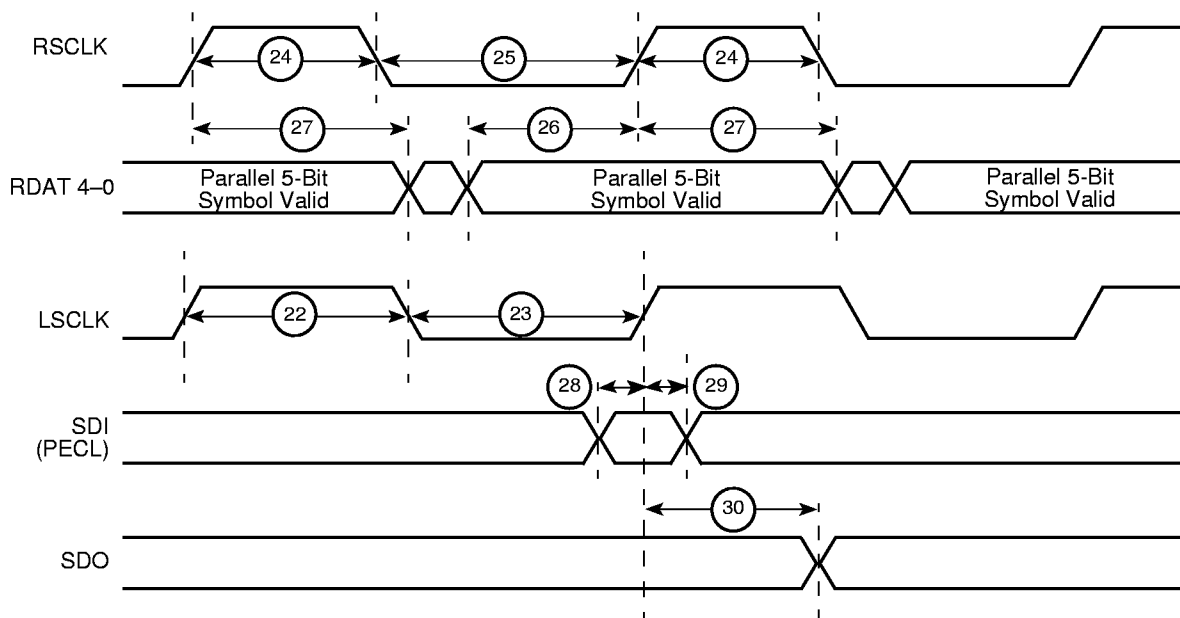 RSCLK
24
25
24
27
26
27
RDAT 4–0
Parallel 5-Bit
Symbol Valid
Parallel 5-Bit
Symbol Valid
Parallel 5-Bit
Symbol Valid
LSCLK
22
23
28
29
SDI
(PECL)
30
SDO